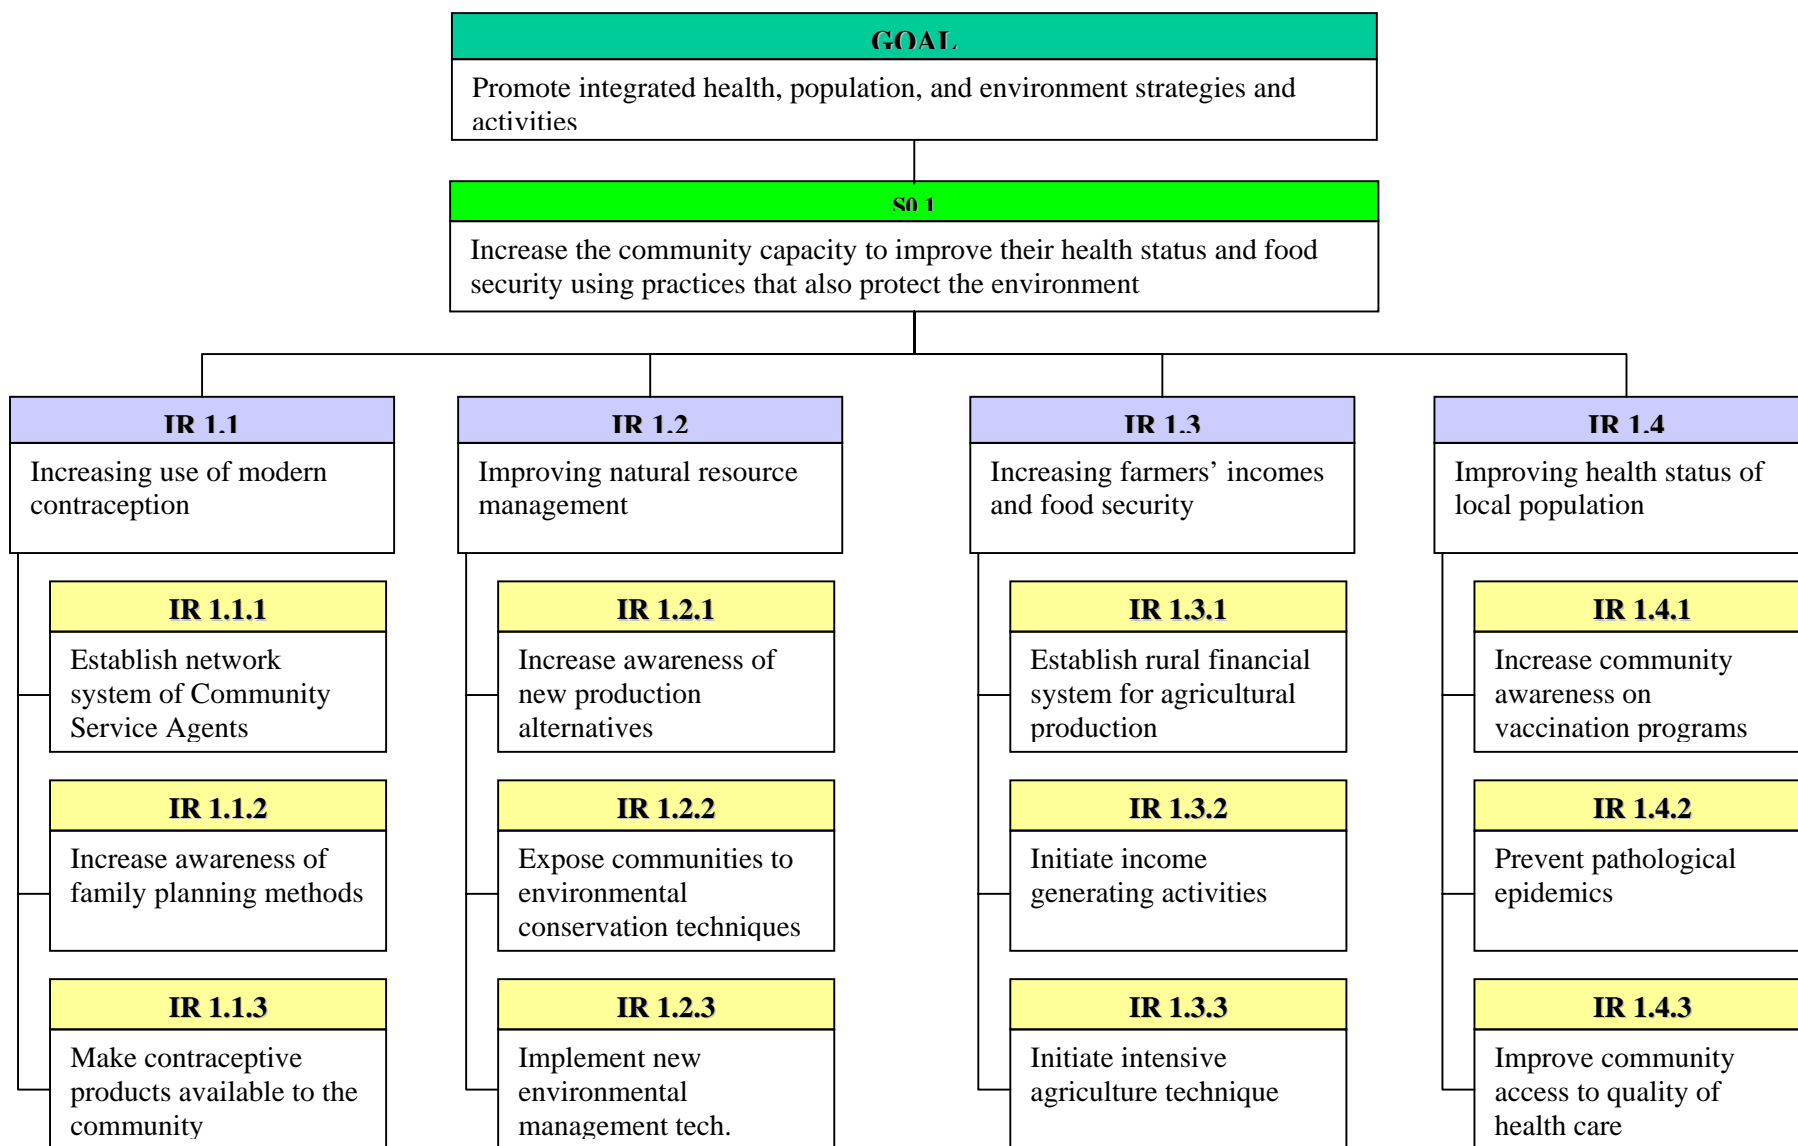 GOAL
Promote integrated health, population, and environment strategies and
activities
S0 1
Increase the community capacity to improve their health status and food
security using practices that also protect the environment
IR 1.1
Increasing use of modern
contraception
IR 1.2
Improving natural resource
management
IR 1.3
Increasing farmers’ incomes
and food security
IR 1.4
Improving health status of
local population
IR 1.1.1
Establish network
system of Community
Service Agents
IR 1.2.1
Increase awareness of
new production
alternatives
IR 1.3.1
Establish rural financial
system for agricultural
production
IR 1.4.1
Increase community
awareness on
vaccination programs
IR 1.1.2
Increase awareness of
family planning methods
IR 1.2.2
Expose communities to
environmental
conservation techniques
IR 1.3.2
Initiate income
generating activities
IR 1.4.2
Prevent pathological
epidemics
IR 1.1.3
Make contraceptive
products available to the
community
IR 1.2.3
Implement new
environmental
management tech.
IR 1.3.3
Initiate intensive
agriculture technique
IR 1.4.3
Improve community
access to quality of
health care